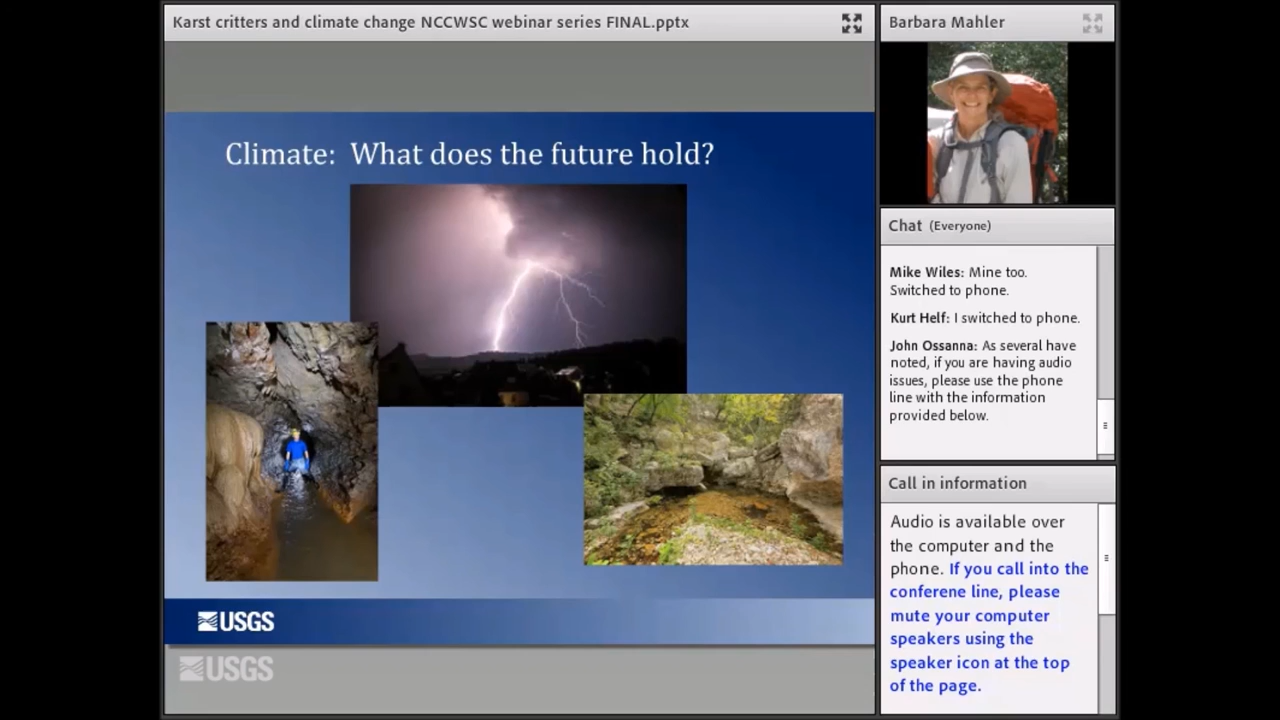 Karst critters and climate change NCCWSC webinar series FINAL.pptx
Climate: What does the future hold?
USGS
USGS
Barbara Mahler
Chat (Everyone)
Mike Wiles: Mine too.
Switched to phone.
Kurt Helf: I switched to phone.
John Ossanna: As several have
noted, if you are having audio
issues, please use the phone
line with the information
provided below.
Call in information
Audio is available over
the computer and the
phone. If you call into the
conferene line, please
mute your computer
speakers using the
speaker icon at the top
of the page.